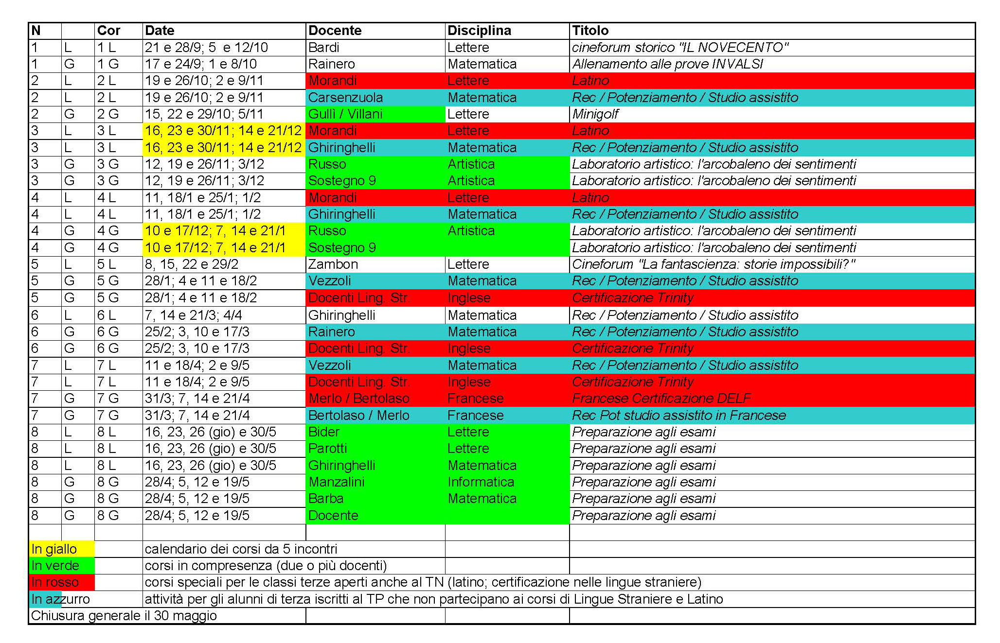 N Cor Date Docente Disciplina Titolo
1 L 1 L 21 e 28/9; 5 e 12/10 Bardi Lettere cineforum storico "IL NOVECENTO"
1 G 1 G 17 e 24/9; 1 e 8/10 Rainero Matematica Allenamento alle prove INVALSI
2 L 2 L 19 e 26/10; 2 e 9/11 Morandi Lettere Latino
2 L 2 L 19 e 26/10; 2 e 9/11 Carsenzuola Matematica Rec / Potenziamento / Studio assistito
2 G 2 G 15, 22 e 29/10; 5/11 Gullì / Villani Lettere Minigolf
3 L 3 L 16, 23 e 30/11; 14 e 21/12 Morandi Lettere Latino
3 L 3 L 16, 23 e 30/11; 14 e 21/12 Ghiringhelli Matematica Rec / Potenziamento / Studio assistito
3 G 3 G 12, 19 e 26/11; 3/12 Russo Artistica Laboratorio artistico: l'arcobaleno dei sentimenti
3 G 3 G 12, 19 e 26/11; 3/12 Sostegno 9 Artistica Laboratorio artistico: l'arcobaleno dei sentimenti
4 L 4 L 11, 18/1 e 25/1; 1/2 Morandi Lettere Latino
4 L 4 L 11, 18/1 e 25/1; 1/2 Ghiringhelli Matematica Rec / Potenziamento / Studio assistito
4 G 4 G 10 e 17/12; 7, 14 e 21/1 Russo Artistica Laboratorio artistico: l'arcobaleno dei sentimenti
4 G 4 G 10 e 17/12; 7, 14 e 21/1 Sostegno 9 Laboratorio artistico: l'arcobaleno dei sentimenti
5 L 5 L 8, 15, 22 e 29/2 Zambon Lettere Cineforum "La fantascienza: storie impossibili?"
5 G 5 G 28/1; 4 e 11 e 18/2 Vezzoli Matematica Rec / Potenziamento / Studio assistito
5 G 5 G 28/1; 4 e 11 e 18/2 Docenti Ling. Str. Inglese Certificazione Trinity
6 L 6 L 7, 14 e 21/3; 4/4 Ghiringhelli Matematica Rec / Potenziamento / Studio assistito
6 G 6 G 25/2; 3, 10 e 17/3 Rainero Matematica Rec / Potenziamento / Studio assistito
6 G 6 G 25/2; 3, 10 e 17/3 Docenti Ling. Str. Inglese Certificazione Trinity
7 L 7 L 11 e 18/4; 2 e 9/5 Vezzoli Matematica Rec / Potenziamento / Studio assistito
7 L 7 L 11 e 18/4; 2 e 9/5 Docenti Ling. Str. Inglese Certificazione Trinity
7 G 7 G 31/3; 7, 14 e 21/4 Merlo / Bertolaso Francese Francese Certificazione DELF
7 G 7 G 31/3; 7, 14 e 21/4 Bertolaso / Merlo Francese Rec Pot studio assistito in Francese
8 L 8 L 16, 23, 26 (gio) e 30/5 Bider Lettere Preparazione agli esami
8 L 8 L 16, 23, 26 (gio) e 30/5 Parotti Lettere Preparazione agli esami
8 L 8 L 16, 23, 26 (gio) e 30/5 Ghiringhelli Matematica Preparazione agli esami
8 G 8 G 28/4; 5, 12 e 19/5 Manzalini Informatica Preparazione agli esami
8 G 8 G 28/4; 5, 12 e 19/5 Barba Matematica Preparazione agli esami
8 G 8 G 28/4; 5, 12 e 19/5 Docente Preparazione agli esami
In giallo calendario dei corsi da 5 incontri
In verde corsi in compresenza (due o più docenti)
In rosso corsi speciali per le classi terze aperti anche al TN (latino; certificazione nelle lingue straniere)
In azzurro attività per gli alunni di terza iscritti al TP che non partecipano ai corsi di Lingue Straniere e Latino
Chiusura generale il 30 maggio